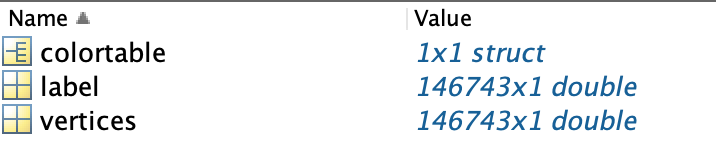 Name Value
colortable 1x1 struct
label 146743x1 double
vertices 146743x1 double